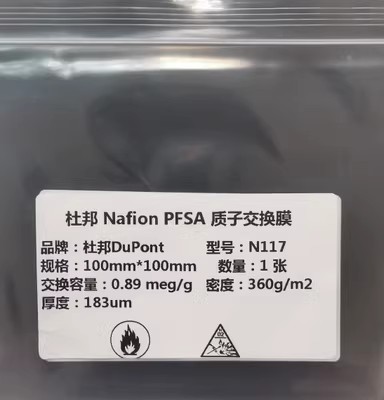 杜邦 Nafion PFSA 质子交换膜
品牌：杜邦DuPont 型号：N117
规格：100mm*100mm 数量：1 张
交换容量：0.89 meg/g 密度：360g/m2
厚度：183um